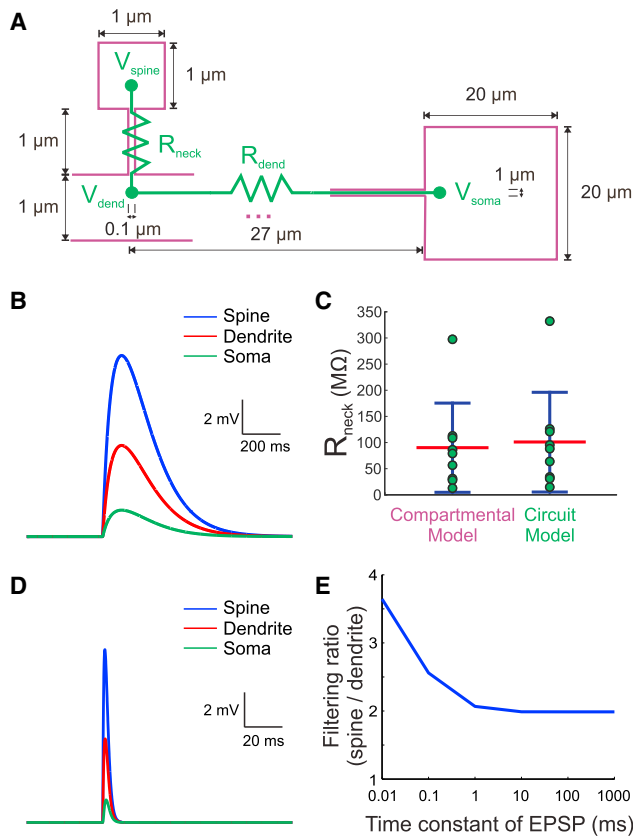 A
1 µm
V spine
1 µm
1 µm
R neck
R dend
V dend
1 µm
0.1 µm
27 µm
20 µm
V soma
1 µm
20 µm
B
Spine
Dendrite
Soma
2 mV
200 ms
C
R neck (MΩ)
350
300
250
200
150
100
50
0
Compartmental
Model
Circuit
Model
D
Spine
Dendrite
Soma
2 mV
20 ms
E
Filtering ratio
(spine / dendrite)
4
3
2
1
0.01 0.1 1 10 100 1000
Time constant of EPSP (ms)